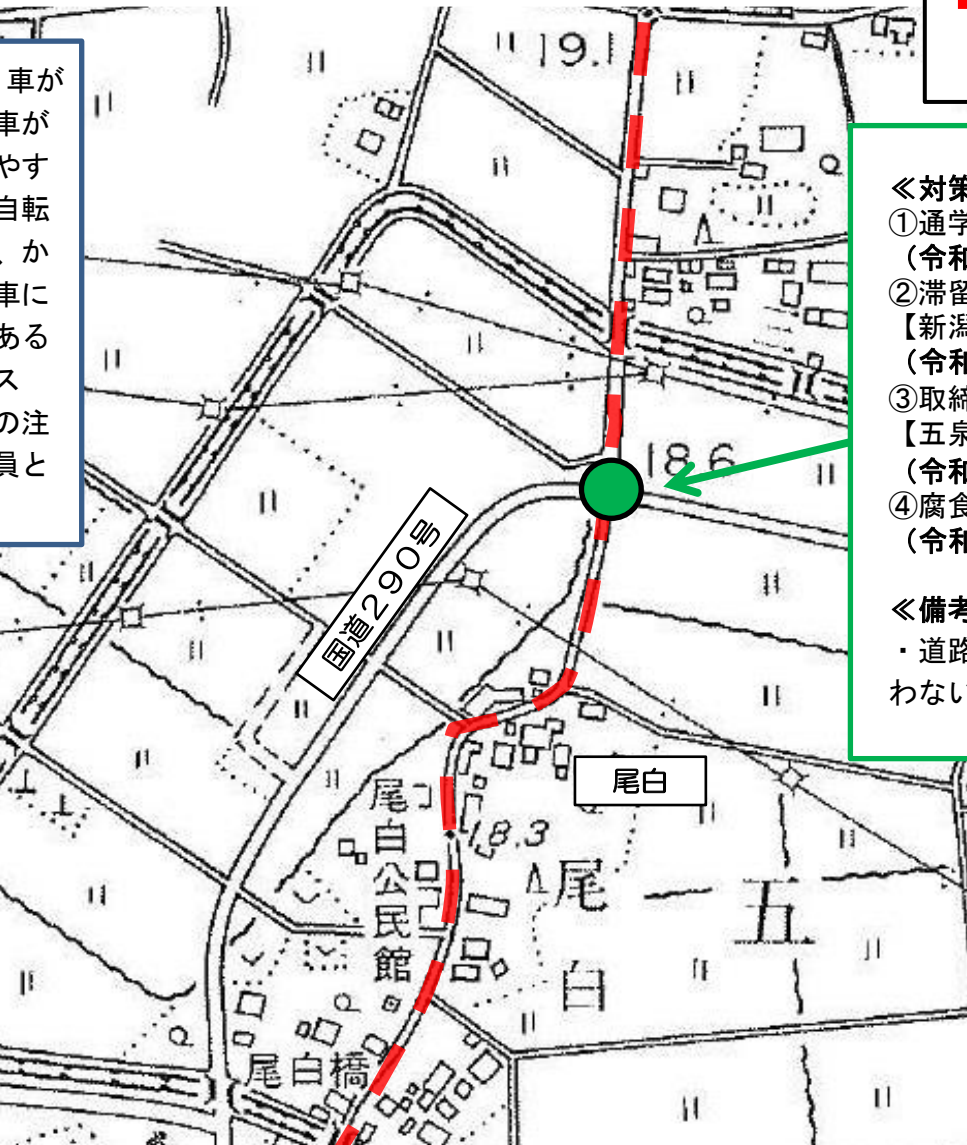 車が
車が
やす
自転
、か
車に
ある
ス
の注
員と
19.1
≪対策
①通学
(令和
②滞留
【新潟
(令和
③取締
【五泉
(令和
④腐食
(令和
≪備考
・道路
わない
18.6
国道290号
尾白
尾白公民館
18.3
尾白
五
尾白橋